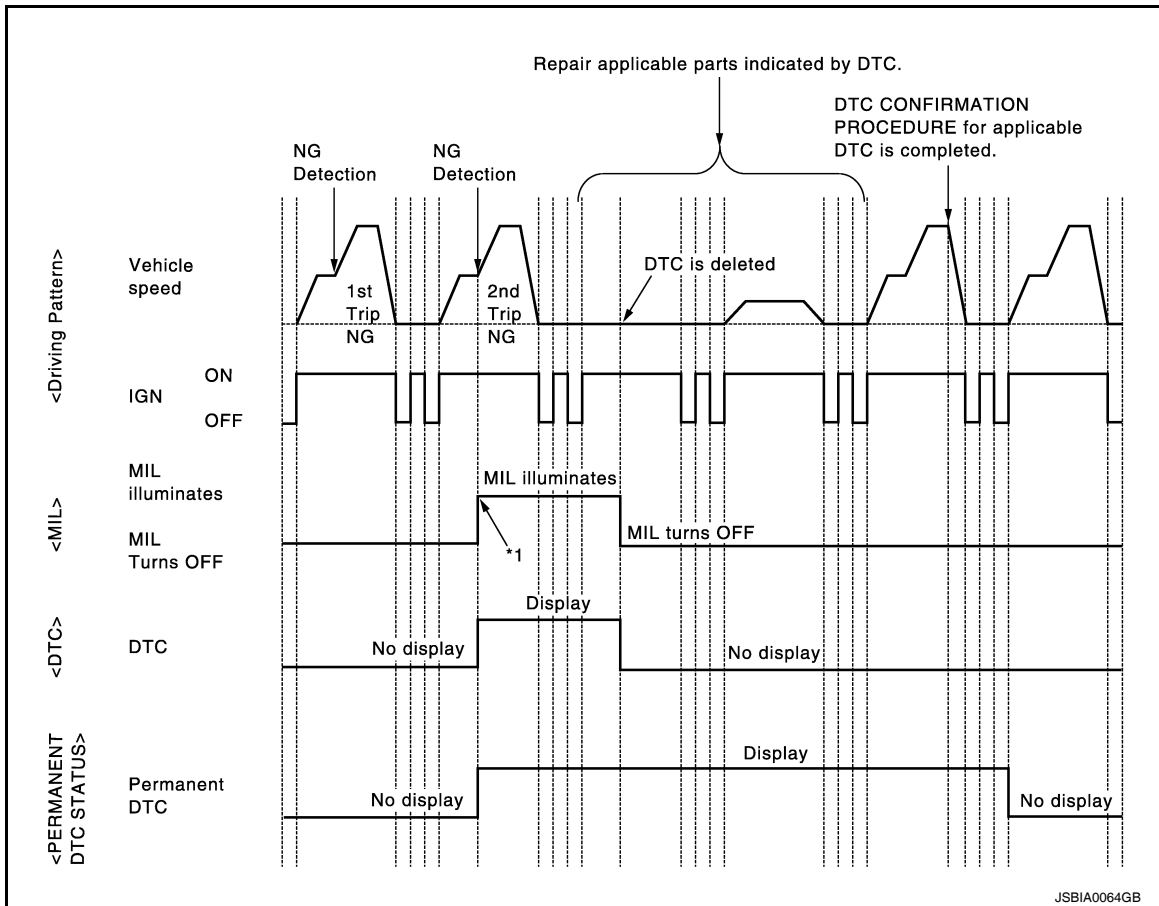 Repair applicable parts indicated by DTC.
DTC CONFIRMATION
PROCEDURE for applicable
DTC is completed.
NG
Detection
NG
Detection
<Driving Pattern>
Vehicle
speed
1st
Trip
NG
2nd
Trip
NG
DTC is deleted
IGN
ON
OFF
<MIL>
MIL
illuminates
MIL
Turns OFF
MIL illuminates
*1
MIL turns OFF
<DTC>
DTC
No display
Display
No display
<PERMANENT
DTC STATUS>
Permanent
DTC
No display
Display
No display
JSBIA0064GB